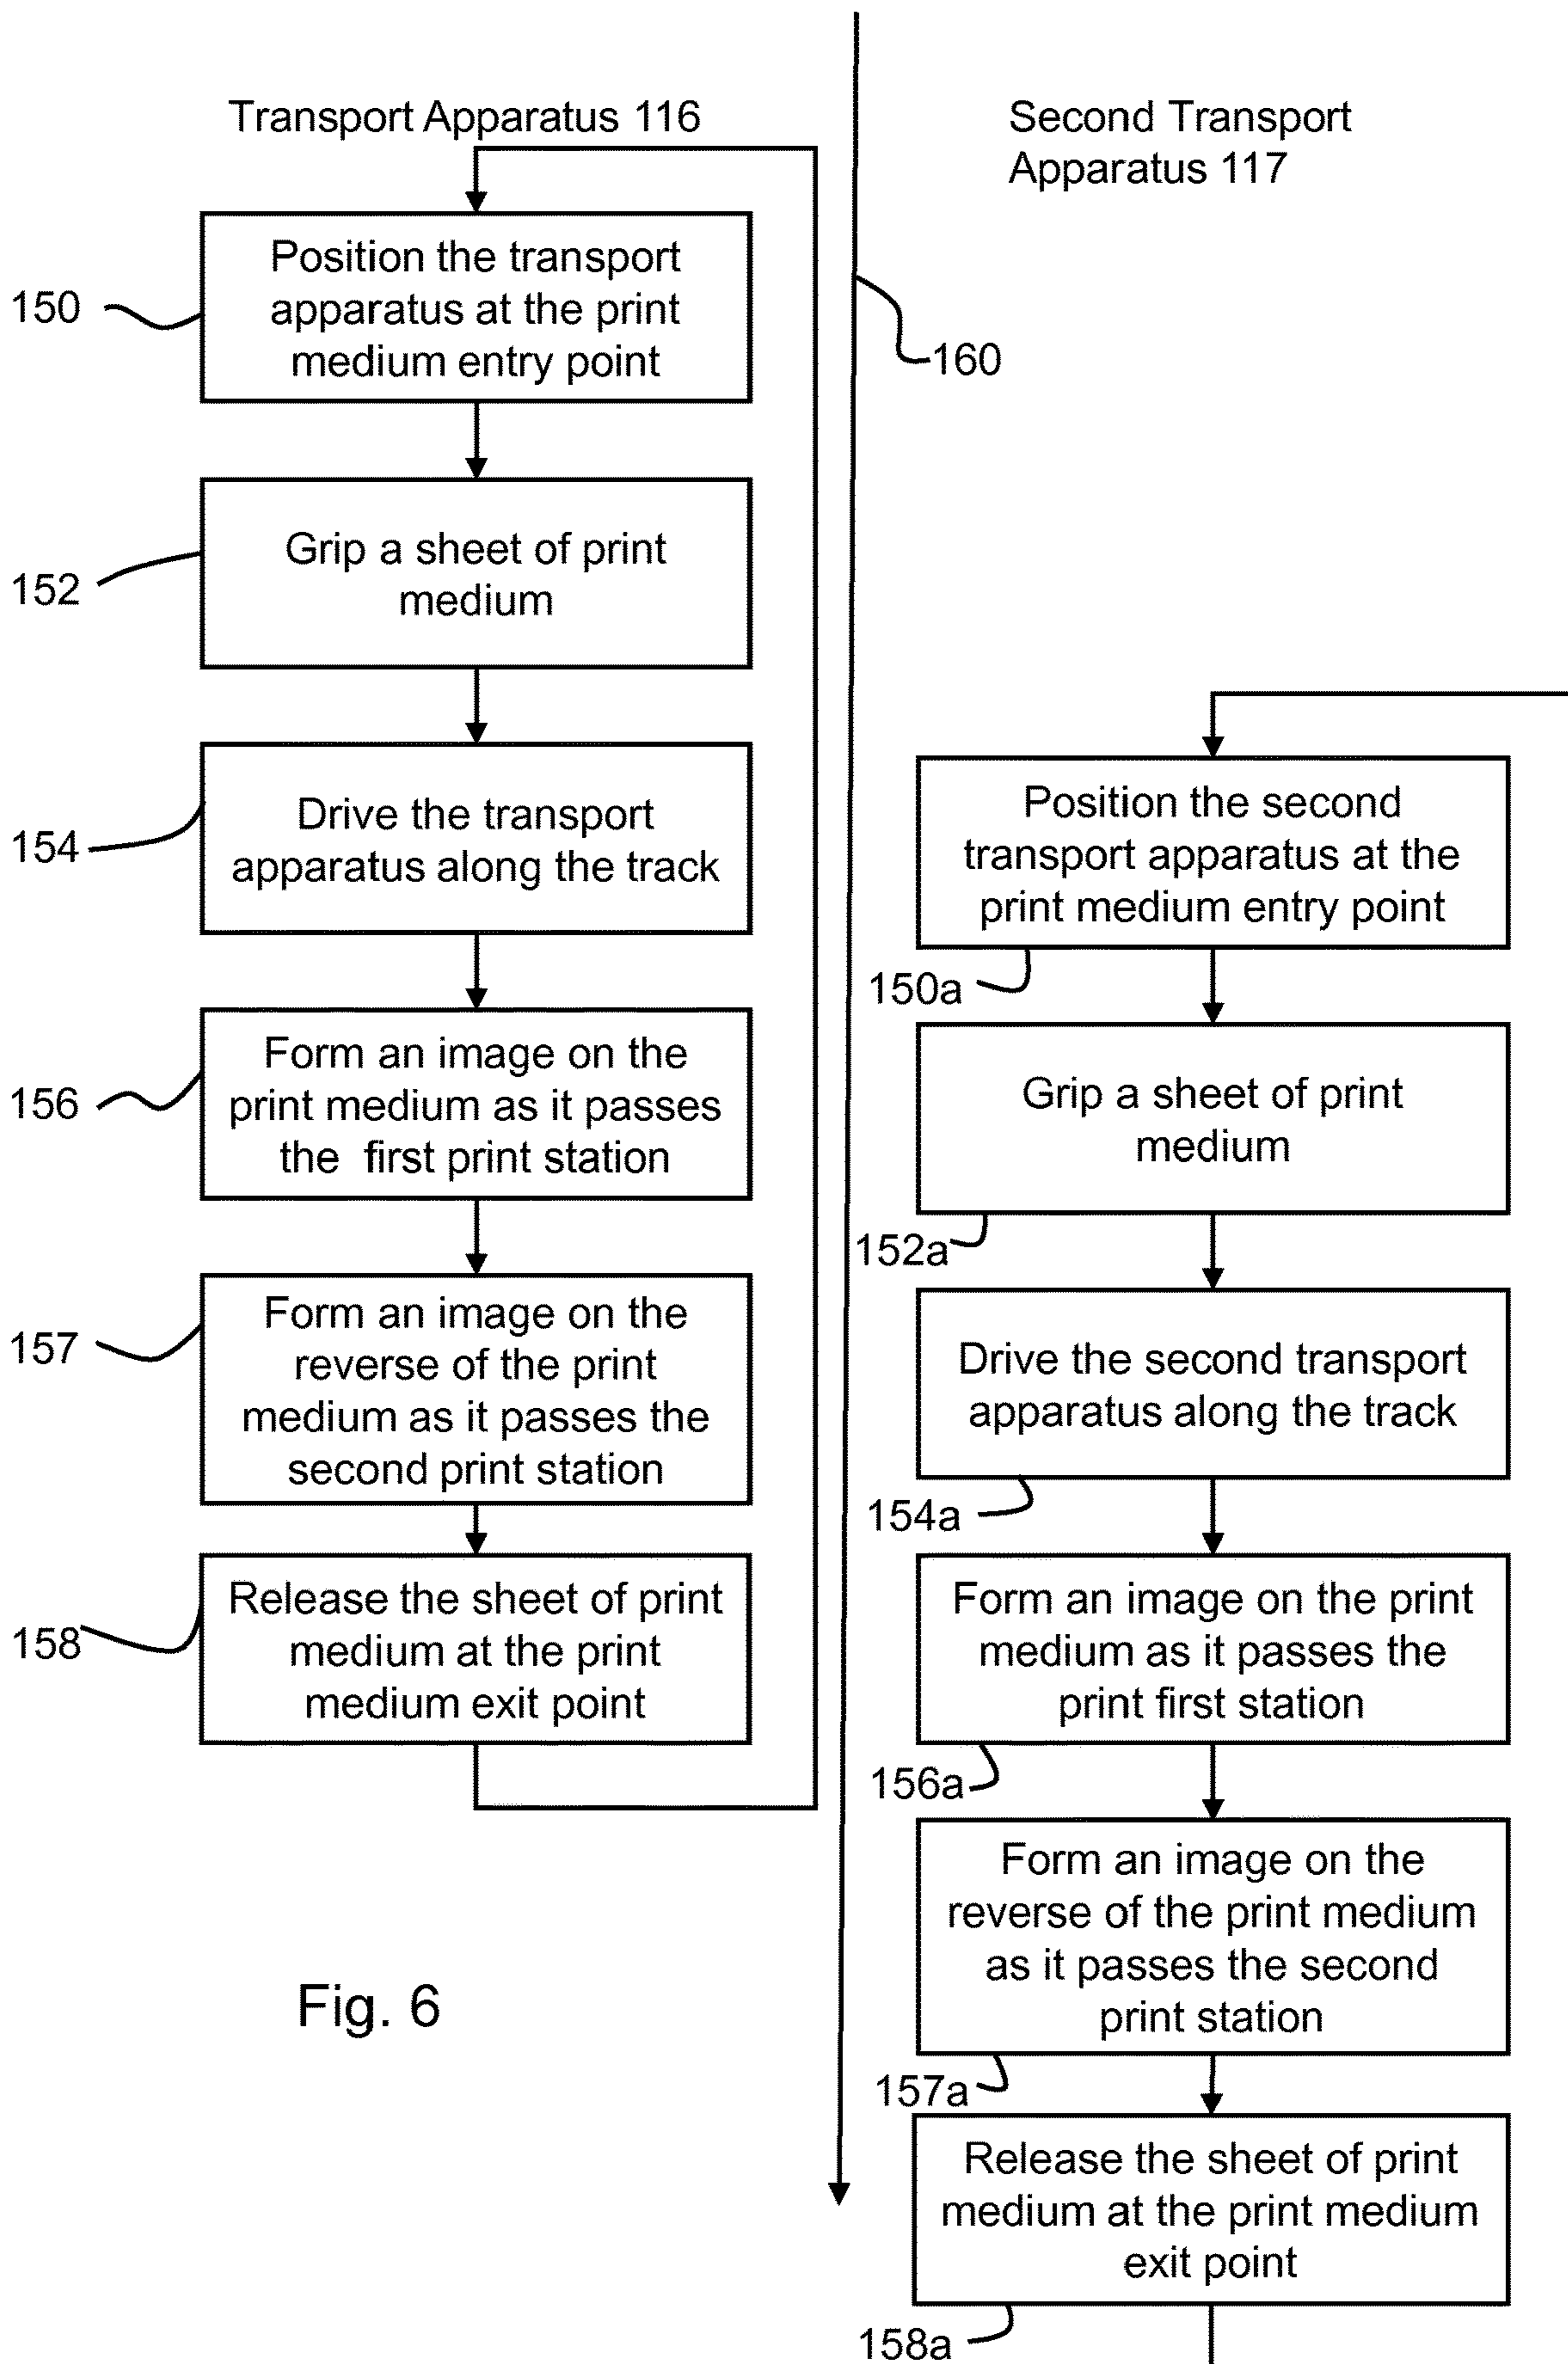 Transport Apparatus 116
150
Position the transport
apparatus at the print
medium entry point
152
Grip a sheet of print
medium
154
Drive the transport
apparatus along the track
156
Form an image on the
print medium as it passes
the first print station
157
Form an image on the
reverse of the print
medium as it passes the
second print station
158
Release the sheet of print
medium at the print
medium exit point
Fig. 6
160
Second Transport
Apparatus 117
Position the second
transport apparatus at the
print medium entry point
150a
Grip a sheet of print
medium
152a
Drive the second transport
apparatus along the track
154a
Form an image on the print
medium as it passes the
print first station
156a
Form an image on the
reverse of the print medium
as it passes the second
print station
157a
Release the sheet of print
medium at the print medium
exit point
158a